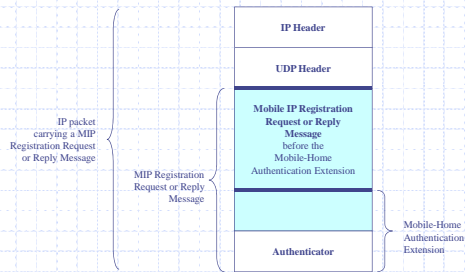 IP Header
UDP Header
Mobile IP Registration
Request or Reply
Message
before the
Mobile-Home
Authentication Extension
IP packet
carrying a MIP
Registration Request
or Reply Message
MIP Registration
Request or Reply
Message
Mobile-Home
Authentication
Extension
Authenticator